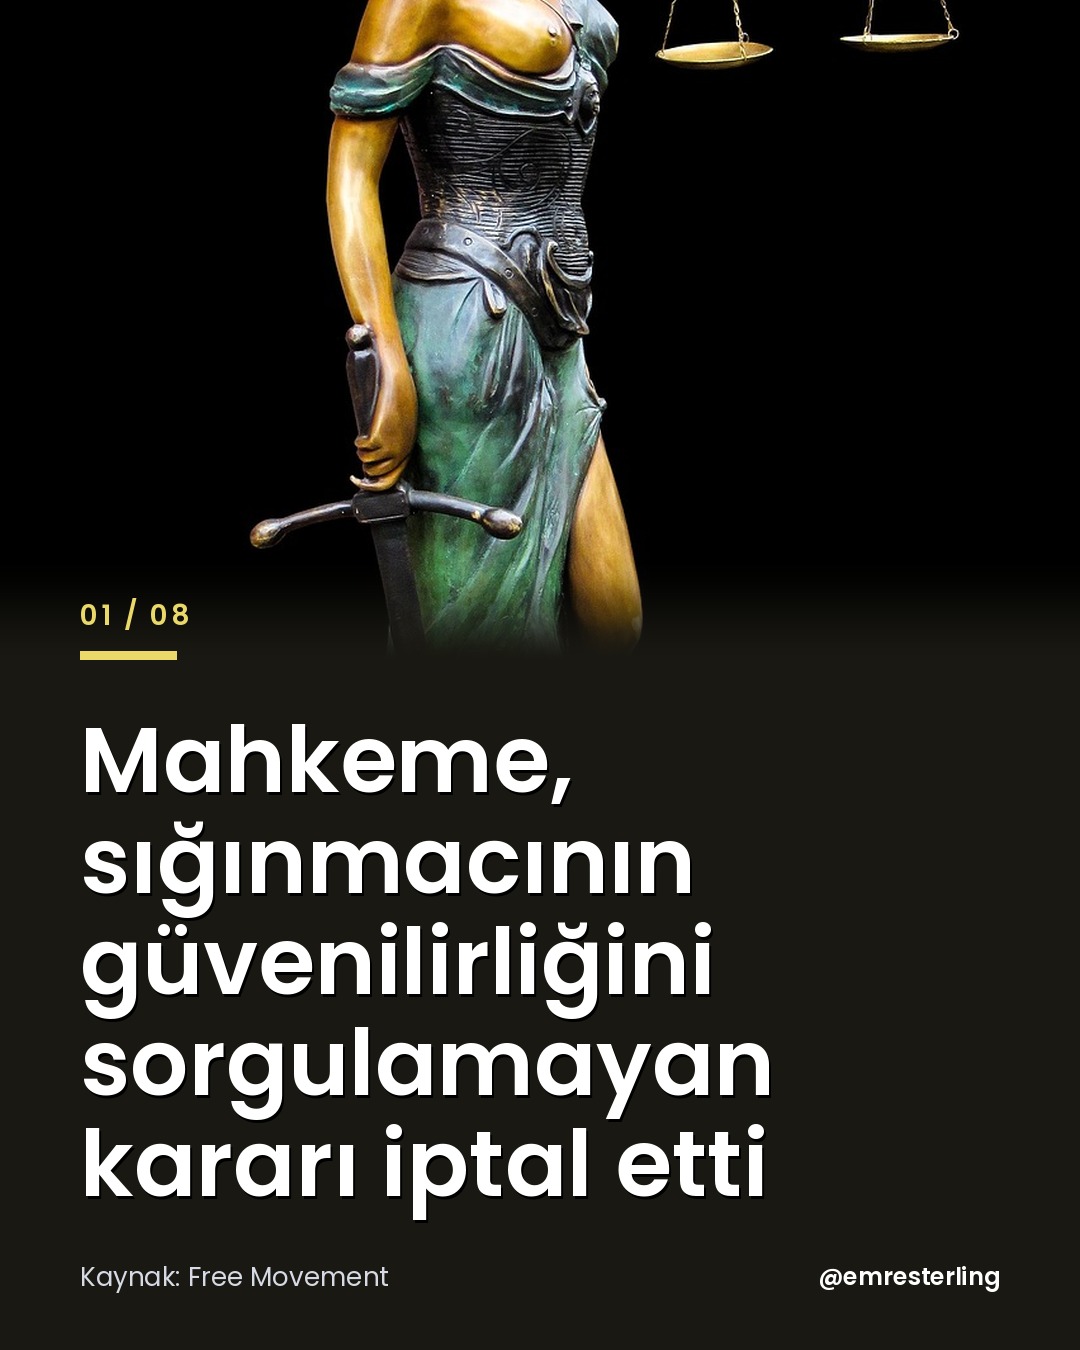 01 / 08
Mahkeme,
sığınmacının
güvenilirliğini
sorgulamayan
kararı iptal etti
Kaynak: Free Movement
@emresterling